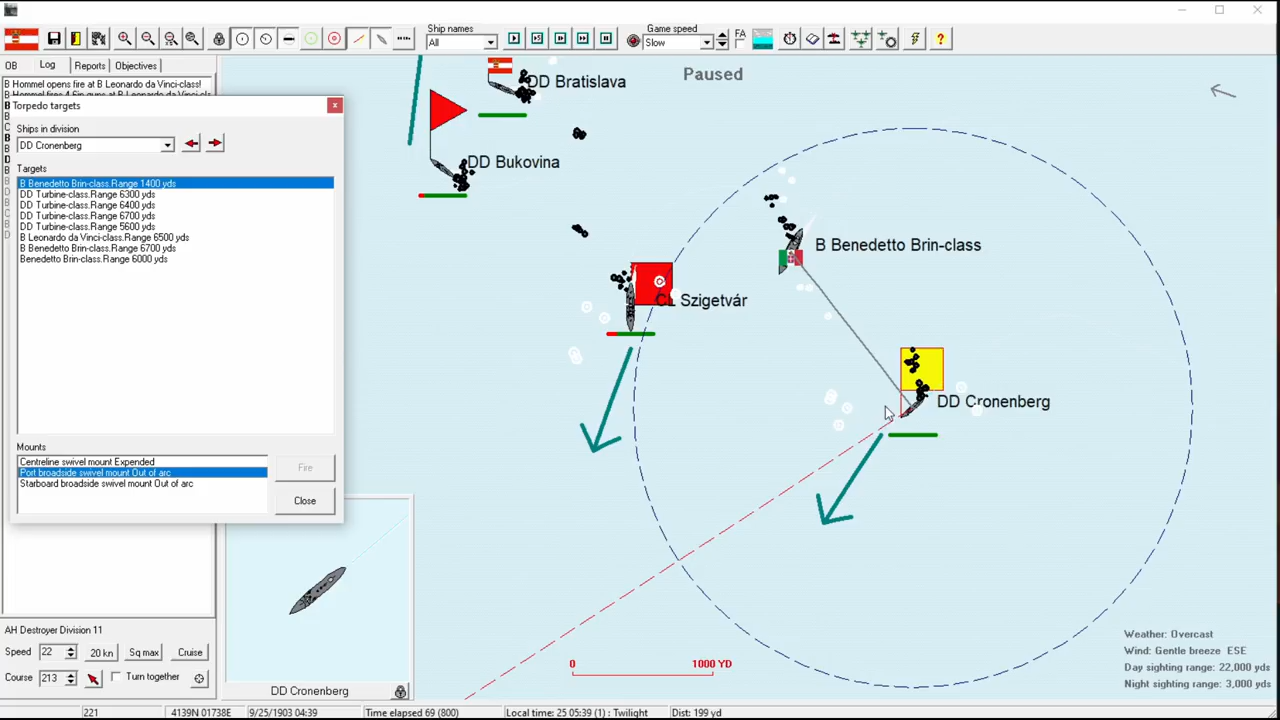 Ship names
All
Game speed
Slow
FA
OB Log Reports Objectives
B Hommel opens fire at B Leonardo da Vinci-class!
Torpedo targets
Ships in division
DD Cronenberg
Targets
B Benedetto Brin-class.Range 1400 yds
DD Turbine-class.Range 6300 yds
DD Turbine-class.Range 6400 yds
DD Turbine-class.Range 6700 yds
DD Turbine-class.Range 5600 yds
B Leonardo da Vinci-class.Range 6500 yds
B Benedetto Brin-class.Range 6700 yds
Benedetto Brin-class.Range 6000 yds
Mounts
Centreline swivel mount Expended
Port broadside swivel mount Out of arc
Starboard broadside swivel mount Out of arc
Fire
Close
Paused
DD Bratislava
DD Bukovina
B Benedetto Brin-class
CL Szigetvár
DD Cronenberg
0 1000 YD
Weather: Overcast
Wind: Gentle breeze ESE
Day sighting range: 22,000 yds
Night sighting range: 3,000 yds
AH Destroyer Division 11
Speed 22 20 kn Sq max Cruise
Course 213 Turn together
DD Cronenberg
221 4139N 01738E 9/25/1903 04:39 Time elapsed 69 (800) Local time: 25 05:39 (1) : Twilight Dist: 199 yd